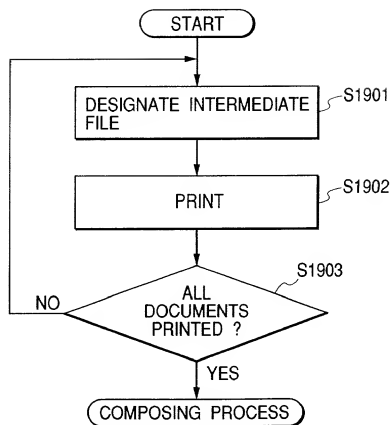 START
DESIGNATE INTERMEDIATE
FILE
S1901
PRINT
S1902
ALL
DOCUMENTS
PRINTED ?
S1903
NO
YES
COMPOSING PROCESS